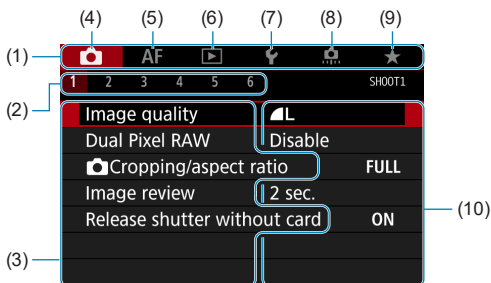 (4) (5) (6) (7) (8) (9)
(1) AF
(2) 1 2 3 4 5 6 SHOOT1
Image quality L
Dual Pixel RAW Disable
Cropping/aspect ratio FULL
Image review 2 sec.
(10)
Release shutter without card ON
(3)